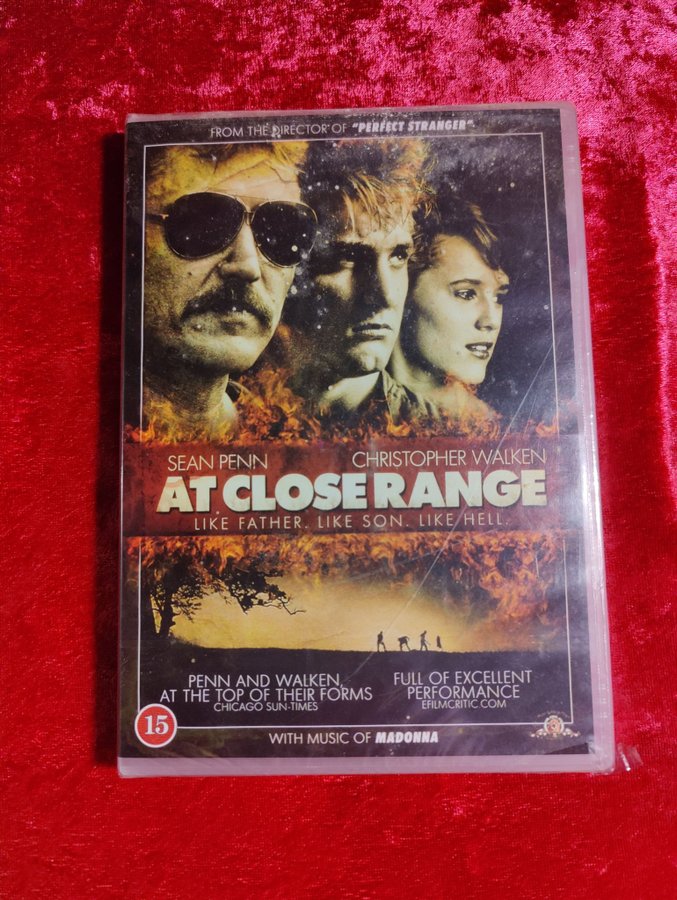 FROM THE DIRECTOR OF "PERFECT STRANGER"
SEAN PENN CHRISTOPHER WALKEN
AT CLOSE RANGE
LIKE FATHER. LIKE SON. LIKE HELL.
PENN AND WALKEN,
AT THE TOP OF THEIR FORMS
CHICAGO SUN-TIMES
FULL OF EXCELLENT
PERFORMANCE
EFILMCRITIC.COM
15
WITH MUSIC OF MADONNA